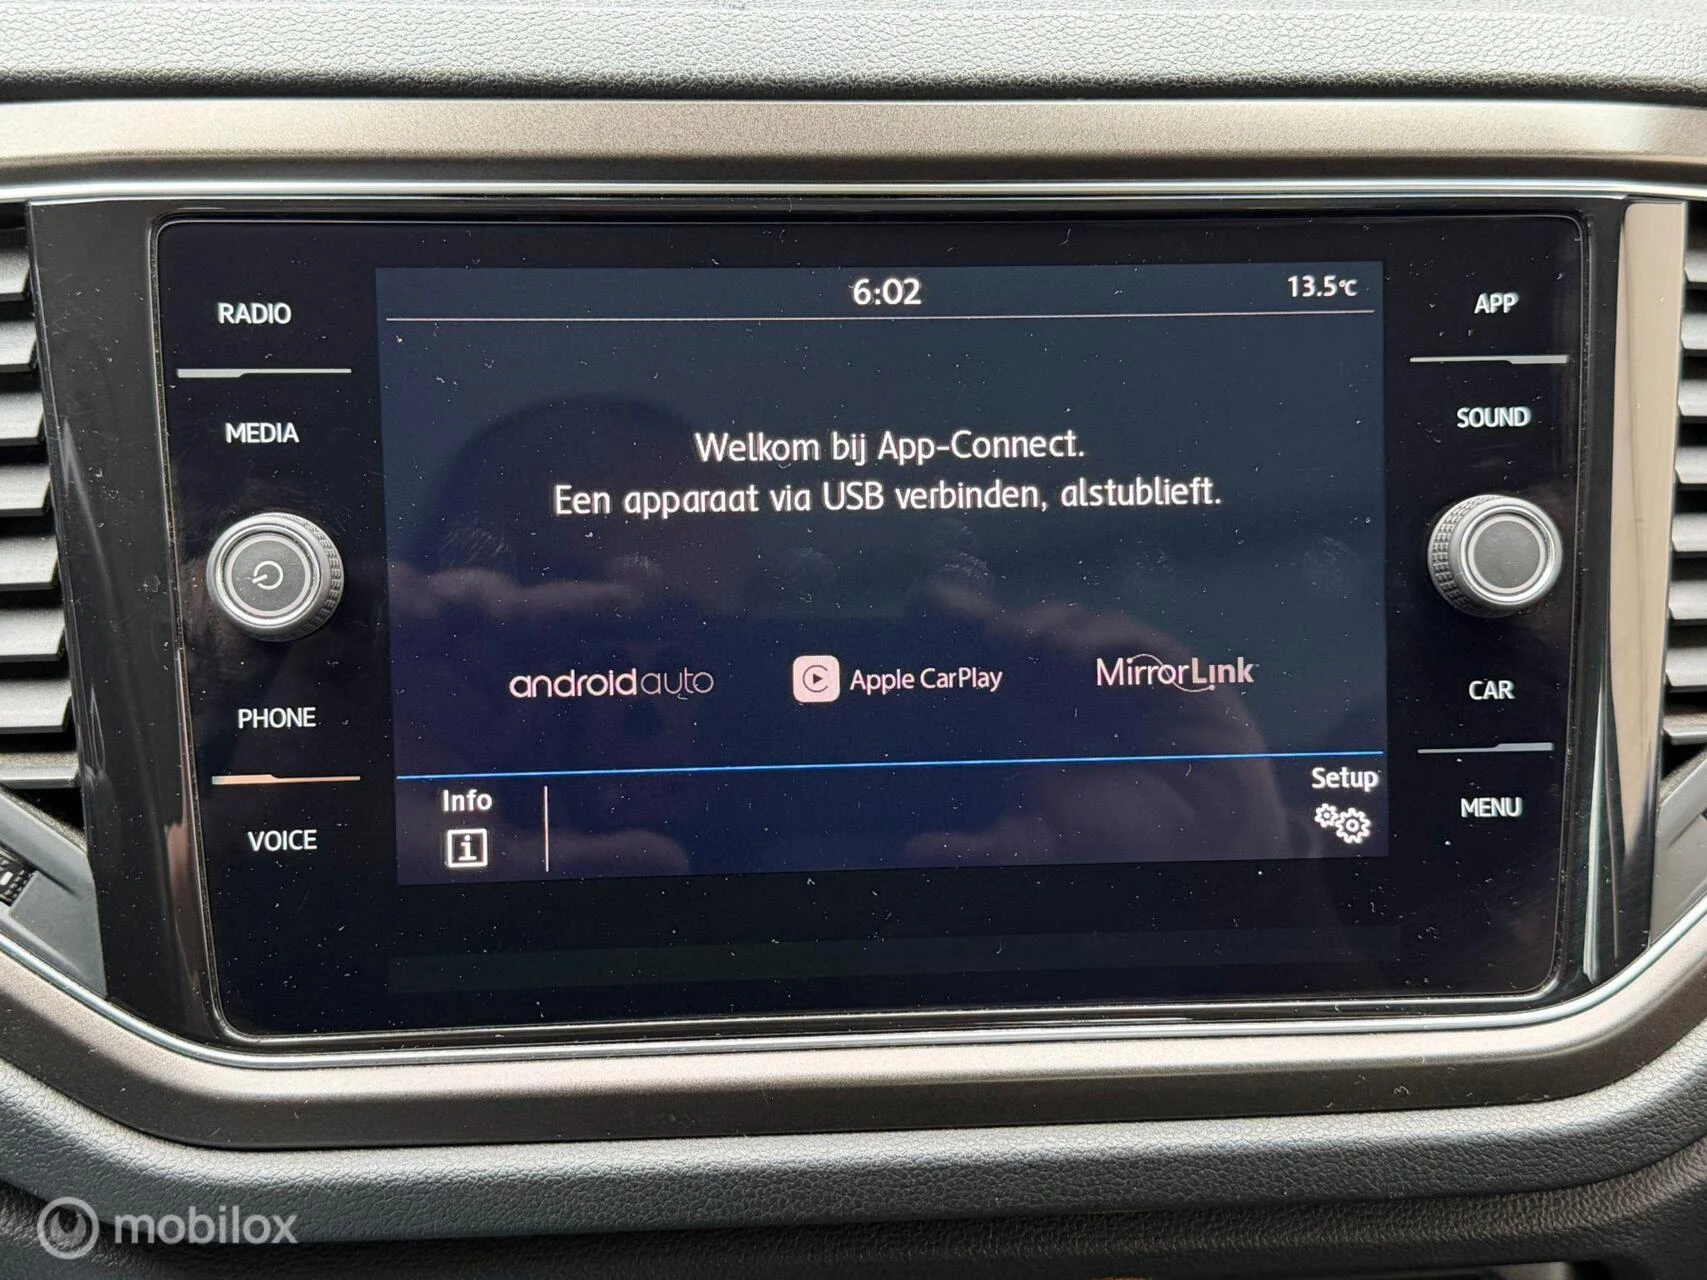 6:02
13.5°C
RADIO
MEDIA
PHONE
VOICE
Welkom bij App-Connect.
Een apparaat via USB verbinden, alstublieft.
androidauto
Apple CarPlay
MirrorLink
Info
i
Setup
APP
SOUND
CAR
MENU
mobilox